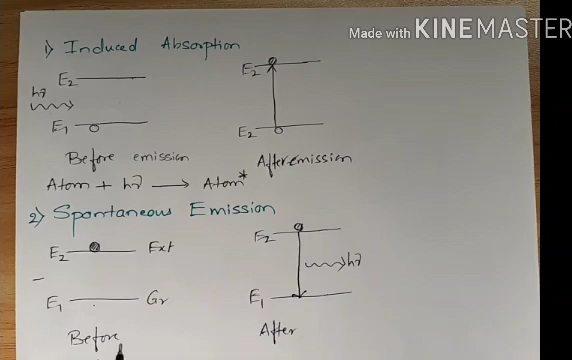 Made with KINEMASTER
1) Induced Absorption
E2
E2
hν
E1
E2
Before emission
After emission
Atom + hν → Atom*
2) Spontaneous Emission
E2 Ext
E2
hν
E1 Gr
E1
Before
After